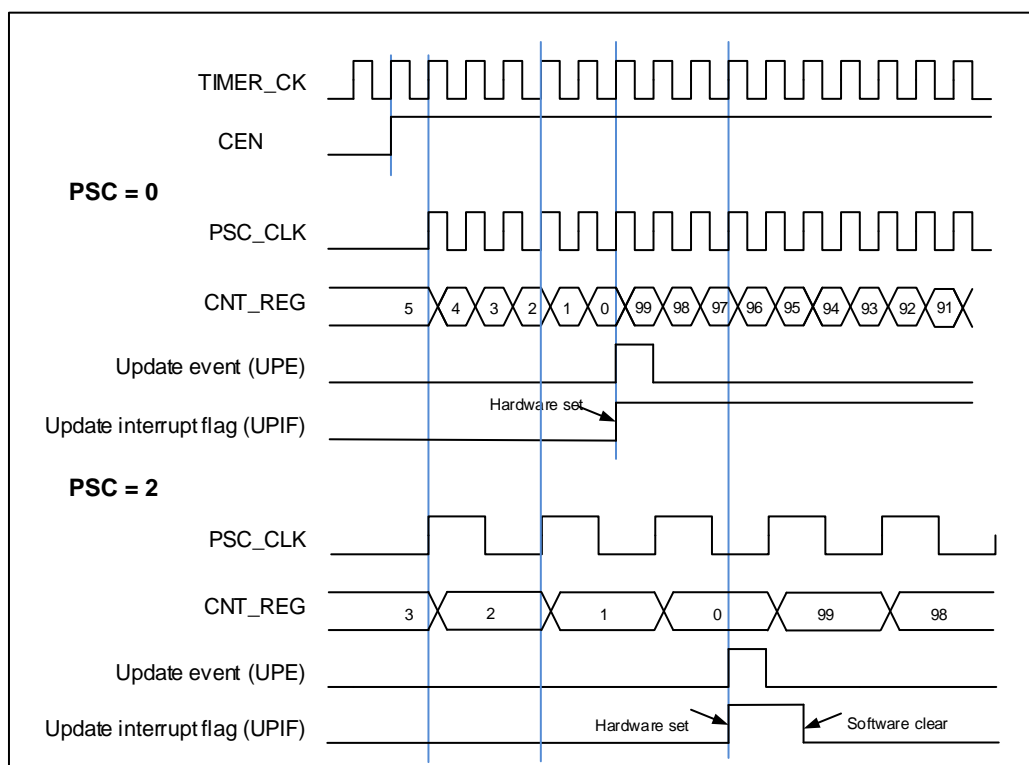 TIMER_CK
CEN
PSC = 0
PSC_CLK
CNT_REG 5 4 3 2 1 0 99 98 97 96 95 94 93 92 91
Update event (UPE)
Hardware set
Update interrupt flag (UPIF)
PSC = 2
PSC_CLK
CNT_REG 3 2 1 0 99 98
Update event (UPE)
Update interrupt flag (UPIF) Hardware set Software clear